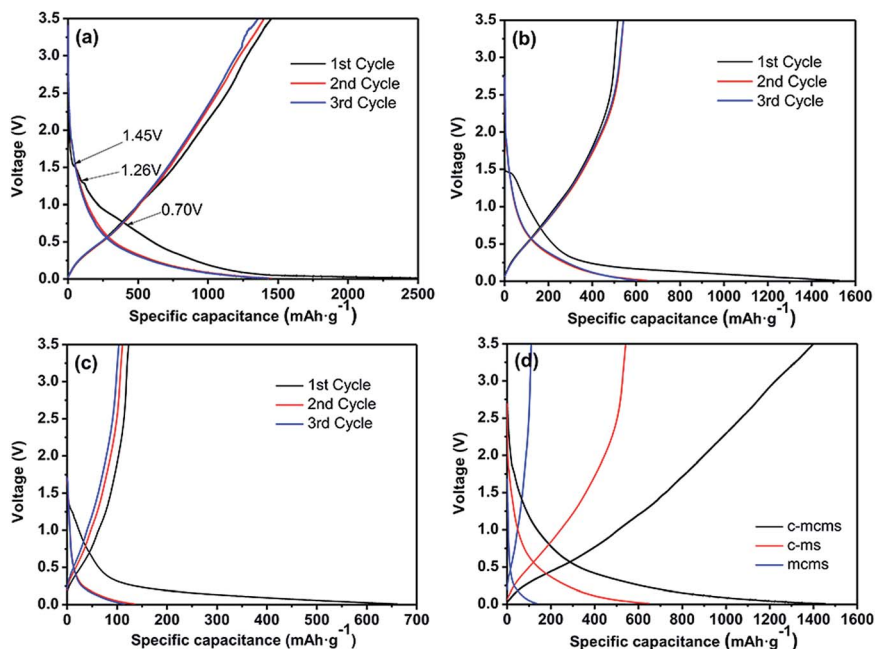 (a)
1st Cycle
2nd Cycle
3rd Cycle
1.45V
1.26V
0.70V
Voltage (V)
3.5
3.0
2.5
2.0
1.5
1.0
0.5
0.0
0 500 1000 1500 2000 2500
Specific capacitance (mAh·g⁻¹)
(b)
1st Cycle
2nd Cycle
3rd Cycle
Voltage (V)
3.5
3.0
2.5
2.0
1.5
1.0
0.5
0.0
0 200 400 600 800 1000 1200 1400 1600
Specific capacitance (mAh·g⁻¹)
(c)
1st Cycle
2nd Cycle
3rd Cycle
Voltage (V)
3.5
3.0
2.5
2.0
1.5
1.0
0.5
0.0
0 100 200 300 400 500 600 700
Specific capacitance (mAh·g⁻¹)
(d)
c-mcms
c-ms
mcms
Voltage (V)
3.5
3.0
2.5
2.0
1.5
1.0
0.5
0.0
0 200 400 600 800 1000 1200 1400 1600
Specific capacitance (mAh·g⁻¹)